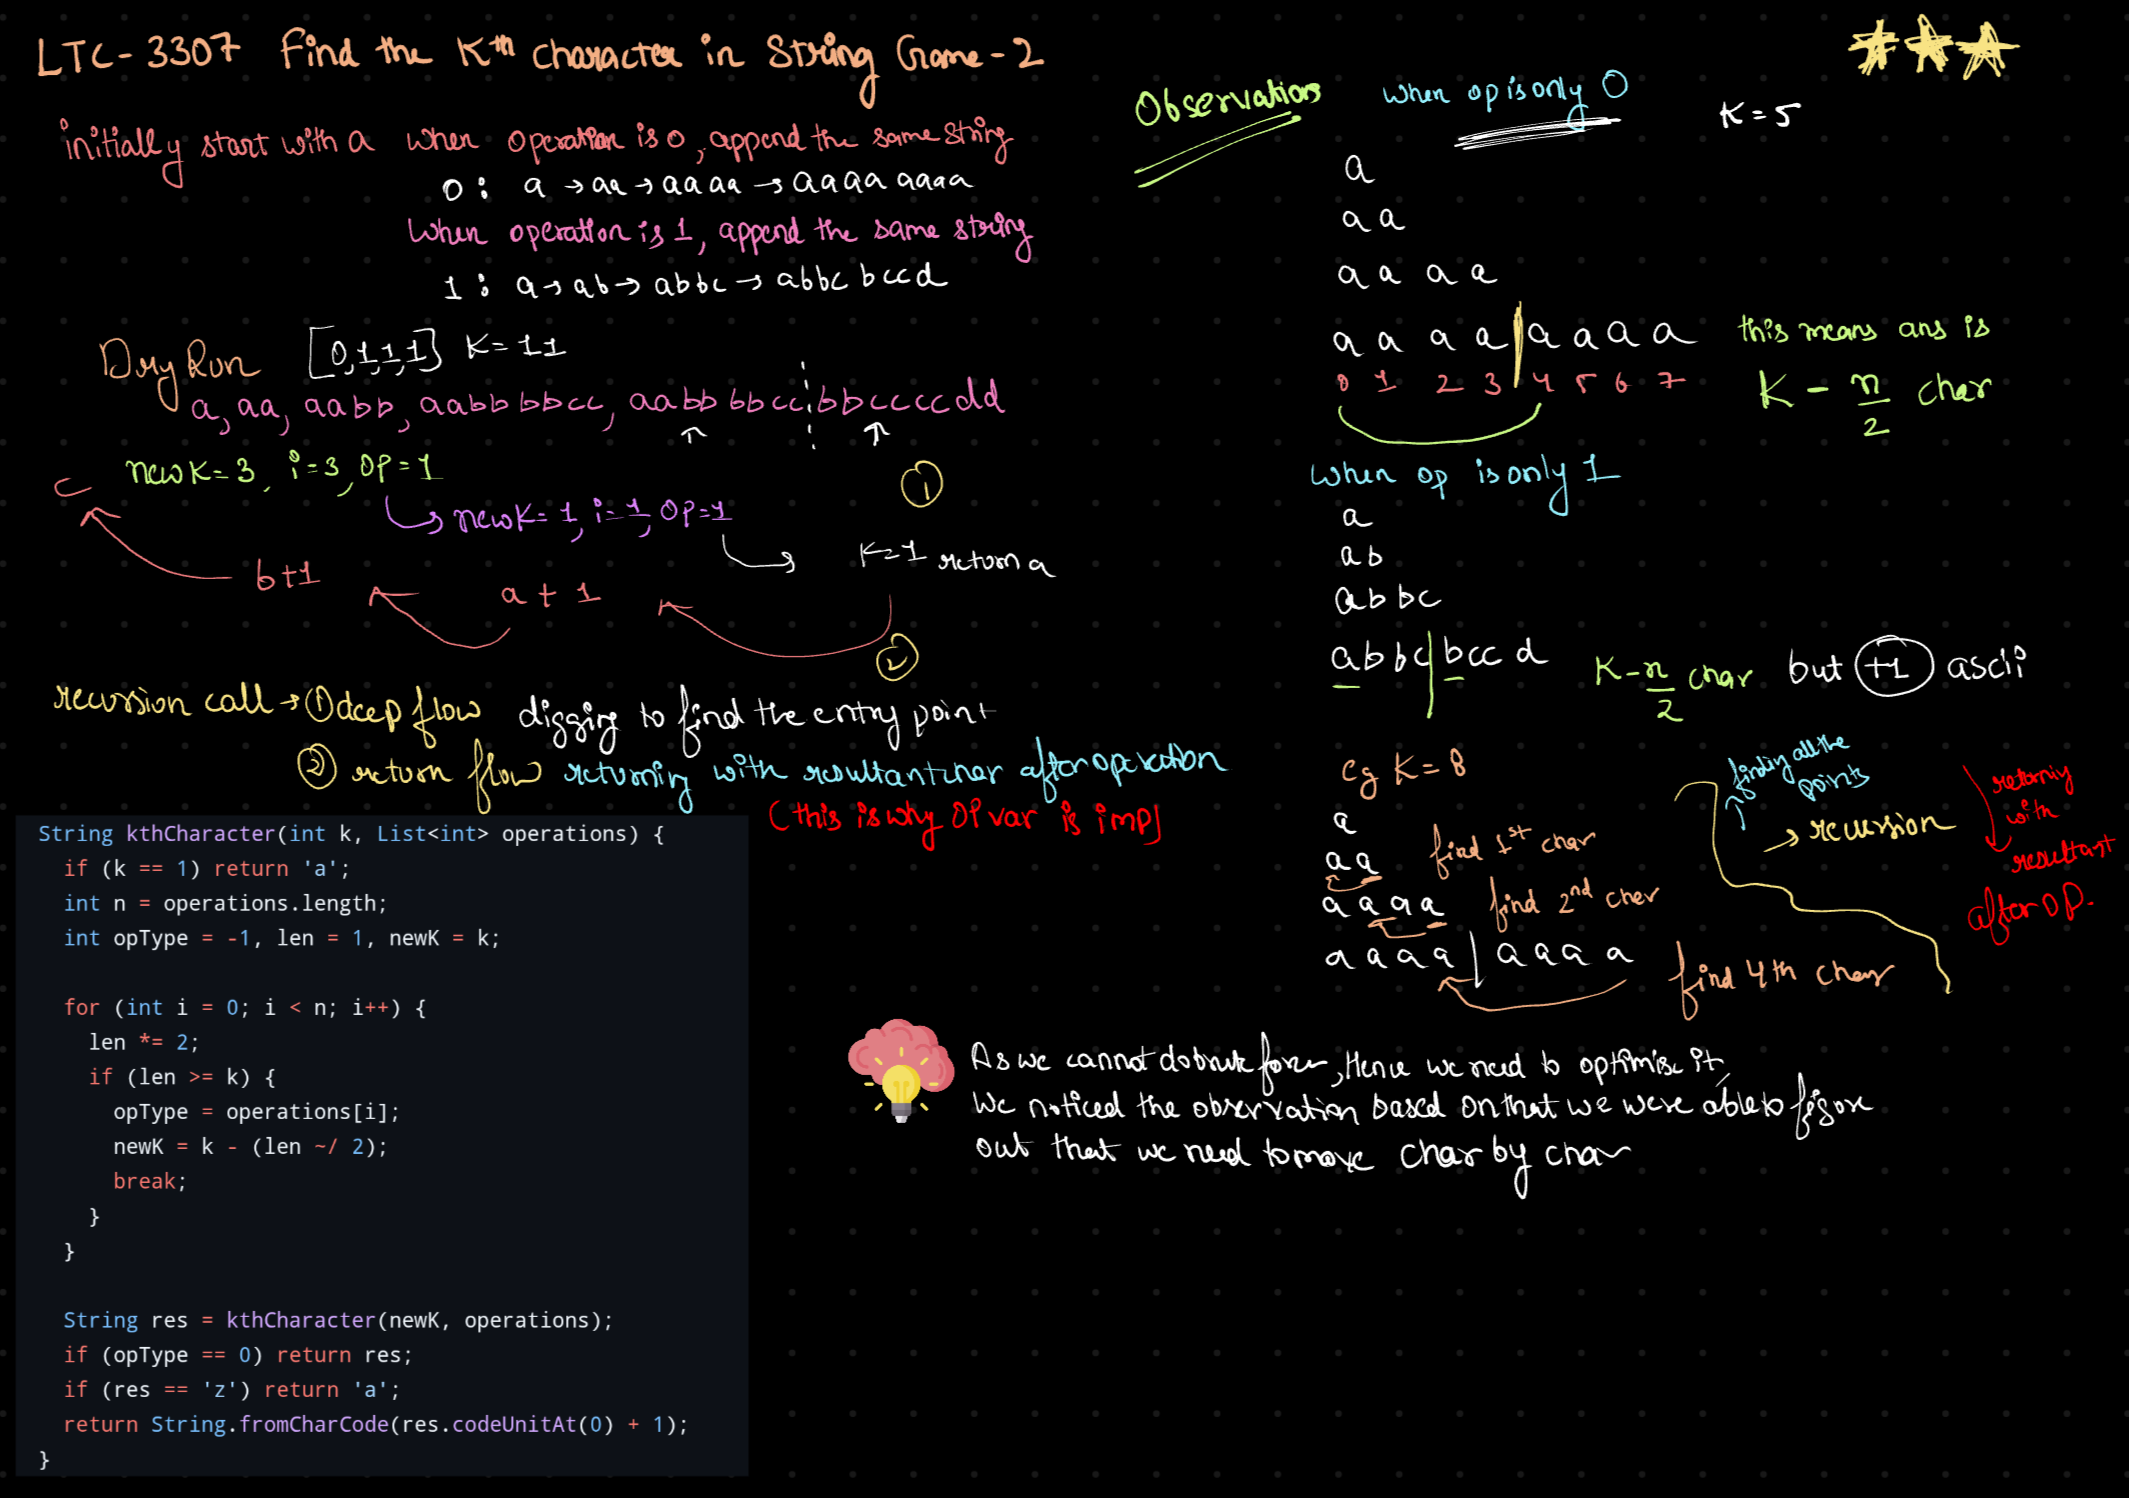 LTC-3307 Find the Kth character in String Game-2
initially start with a when operation is 0, append the same string
0: a → aa → aaaa → aaaa aaaa
When operation is 1, append the same string
1: a → ab → abbc → abbc bccd
Dry Run [0,1,1,1] K=11
a, aa, aabb, aabb bbcc, aabb bbcc bbccccdd
newK=3, i=3, OP=1
c
newK=1, i=1, OP=1
1
K=1 return a
b+1
a + 1
2
recursion call → ① deep flow digging to find the entry point
② return flow returning with resultant char after operation
(this is why OP var is imp)
String kthCharacter(int k, List<int> operations) {
if (k == 1) return 'a';
int n = operations.length;
int opType = -1, len = 1, newK = k;
for (int i = 0; i < n; i++) {
len *= 2;
if (len >= k) {
opType = operations[i];
newK = k - (len ~/ 2);
break;
}
}
String res = kthCharacter(newK, operations);
if (opType == 0) return res;
if (res == 'z') return 'a';
return String.fromCharCode(res.codeUnitAt(0) + 1);
}
Observations when op is only 0
K=5
a
a a
a a a a
a a a a | a a a a this means ans is
0 1 2 3 4 5 6 7
K - n/2 char
when op is only 1
a
ab
abbc
abbc|bccd K-n/2 char but +1 ascii
eg K=8
a
aa find 1st char
aaaa find 2nd char
aaaa | aaaa find 4th char
finding all the
points
→ recursion
returning
with
resultant
after OP.
As we cannot do brute force, Hence we need to optimise it,
We noticed the observation based on that we were able to figure
out that we need to move char by char